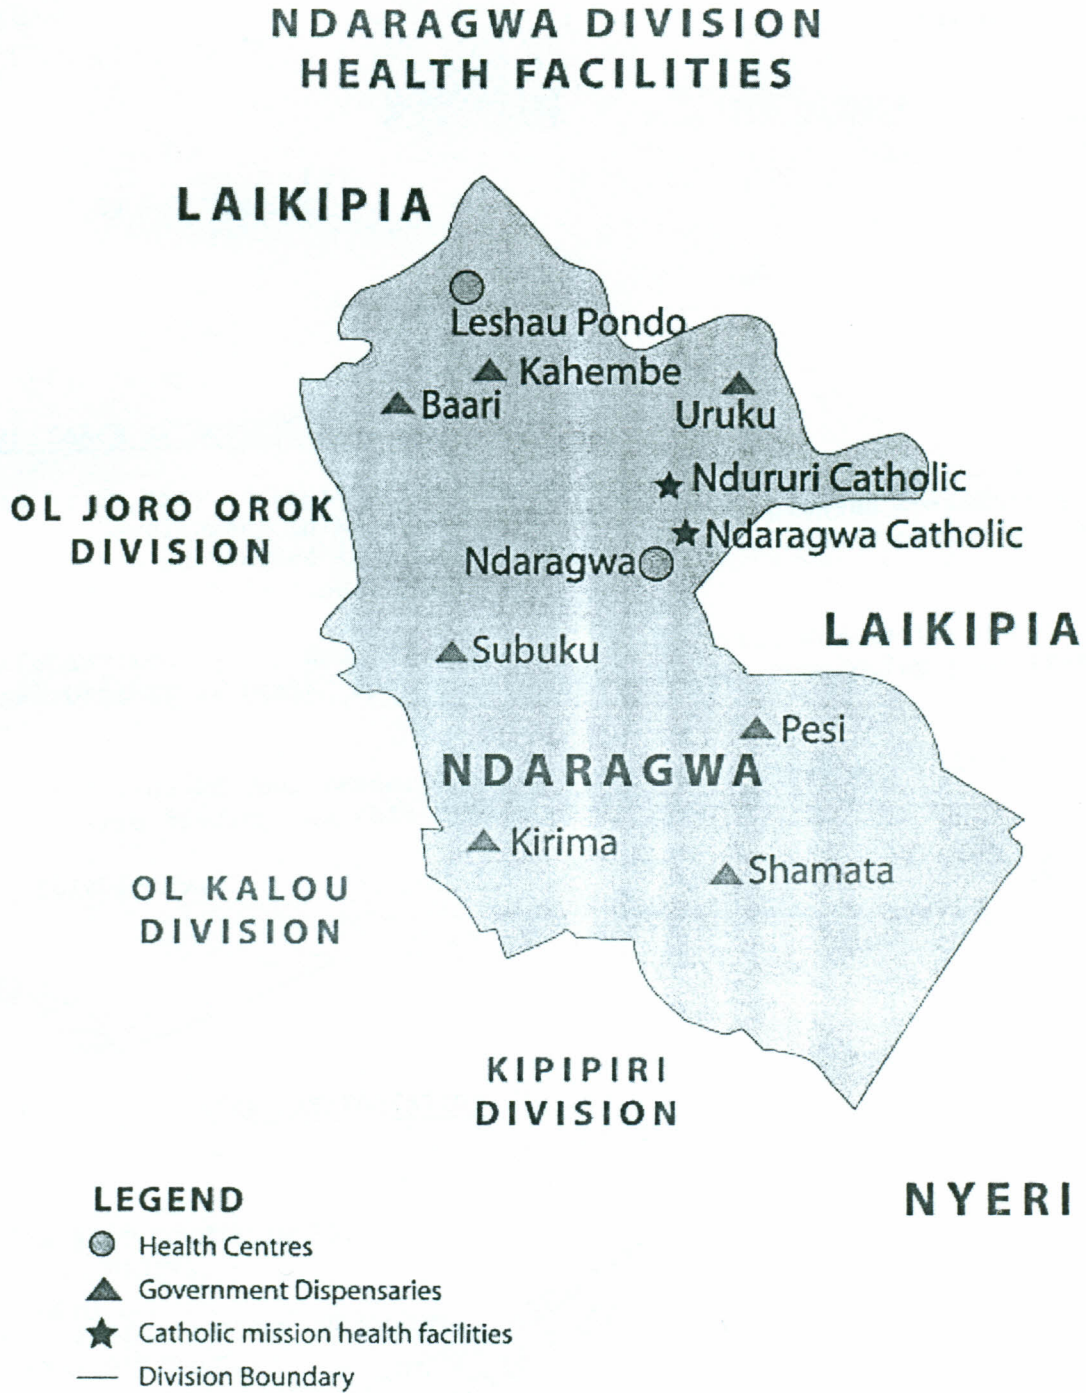 NDARAGWA DIVISION
HEALTH FACILITIES
LAIKIPIA
Leshau Pondo
Kahembe
Baari
Uruku
Ndururi Catholic
OL JORO OROK
DIVISION
Ndaragwa Catholic
Ndaragwa
LAIKIPIA
Subuku
Pesi
NDARAGWA
Kirima
Shamata
OL KALOU
DIVISION
KIPIPIRI
DIVISION
NYERI
LEGEND
Health Centres
Government Dispensaries
Catholic mission health facilities
Division Boundary